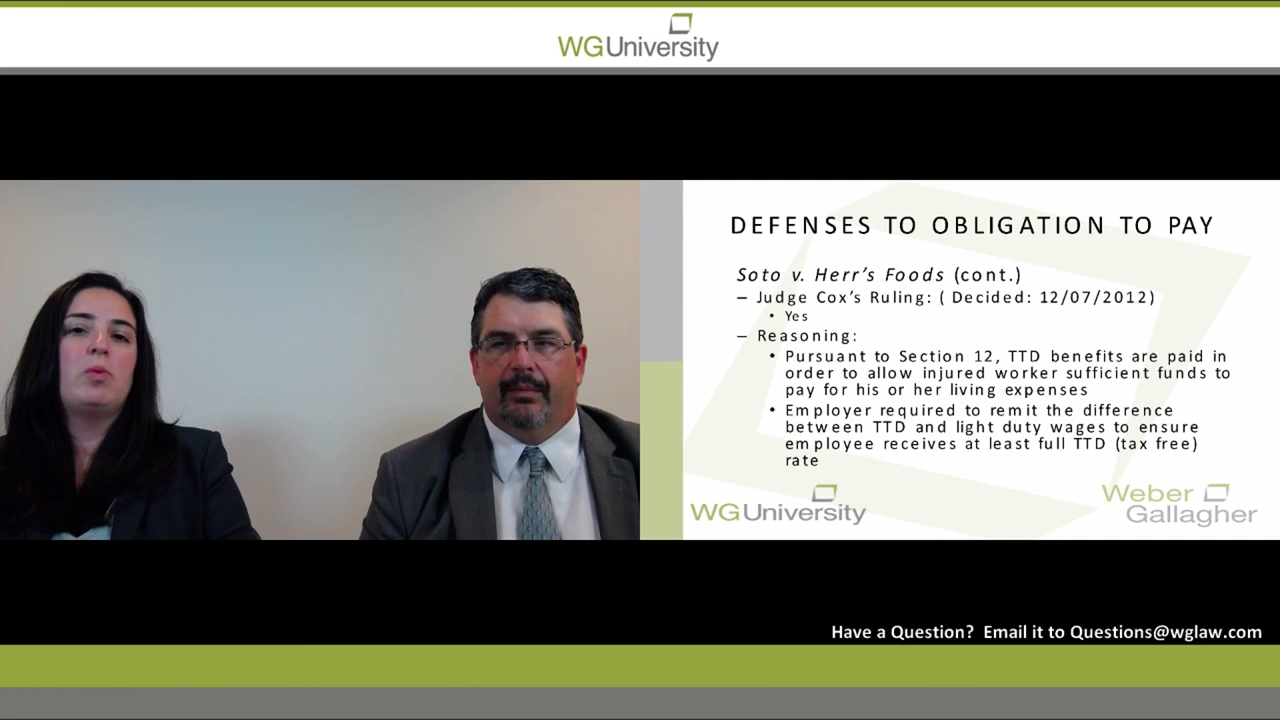 WGUniversity
DEFENSES TO OBLIGATION TO PAY
Soto v. Herr's Foods (cont.)
– Judge Cox's Ruling: ( Decided: 12/07/2012)
• Yes
– Reasoning:
• Pursuant to Section 12, TTD benefits are paid in
order to allow injured worker sufficient funds to
pay for his or her living expenses
• Employer required to remit the difference
between TTD and light duty wages to ensure
employee receives at least full TTD (tax free)
rate
WGUniversity
Weber
Gallagher
Have a Question? Email it to Questions@wglaw.com